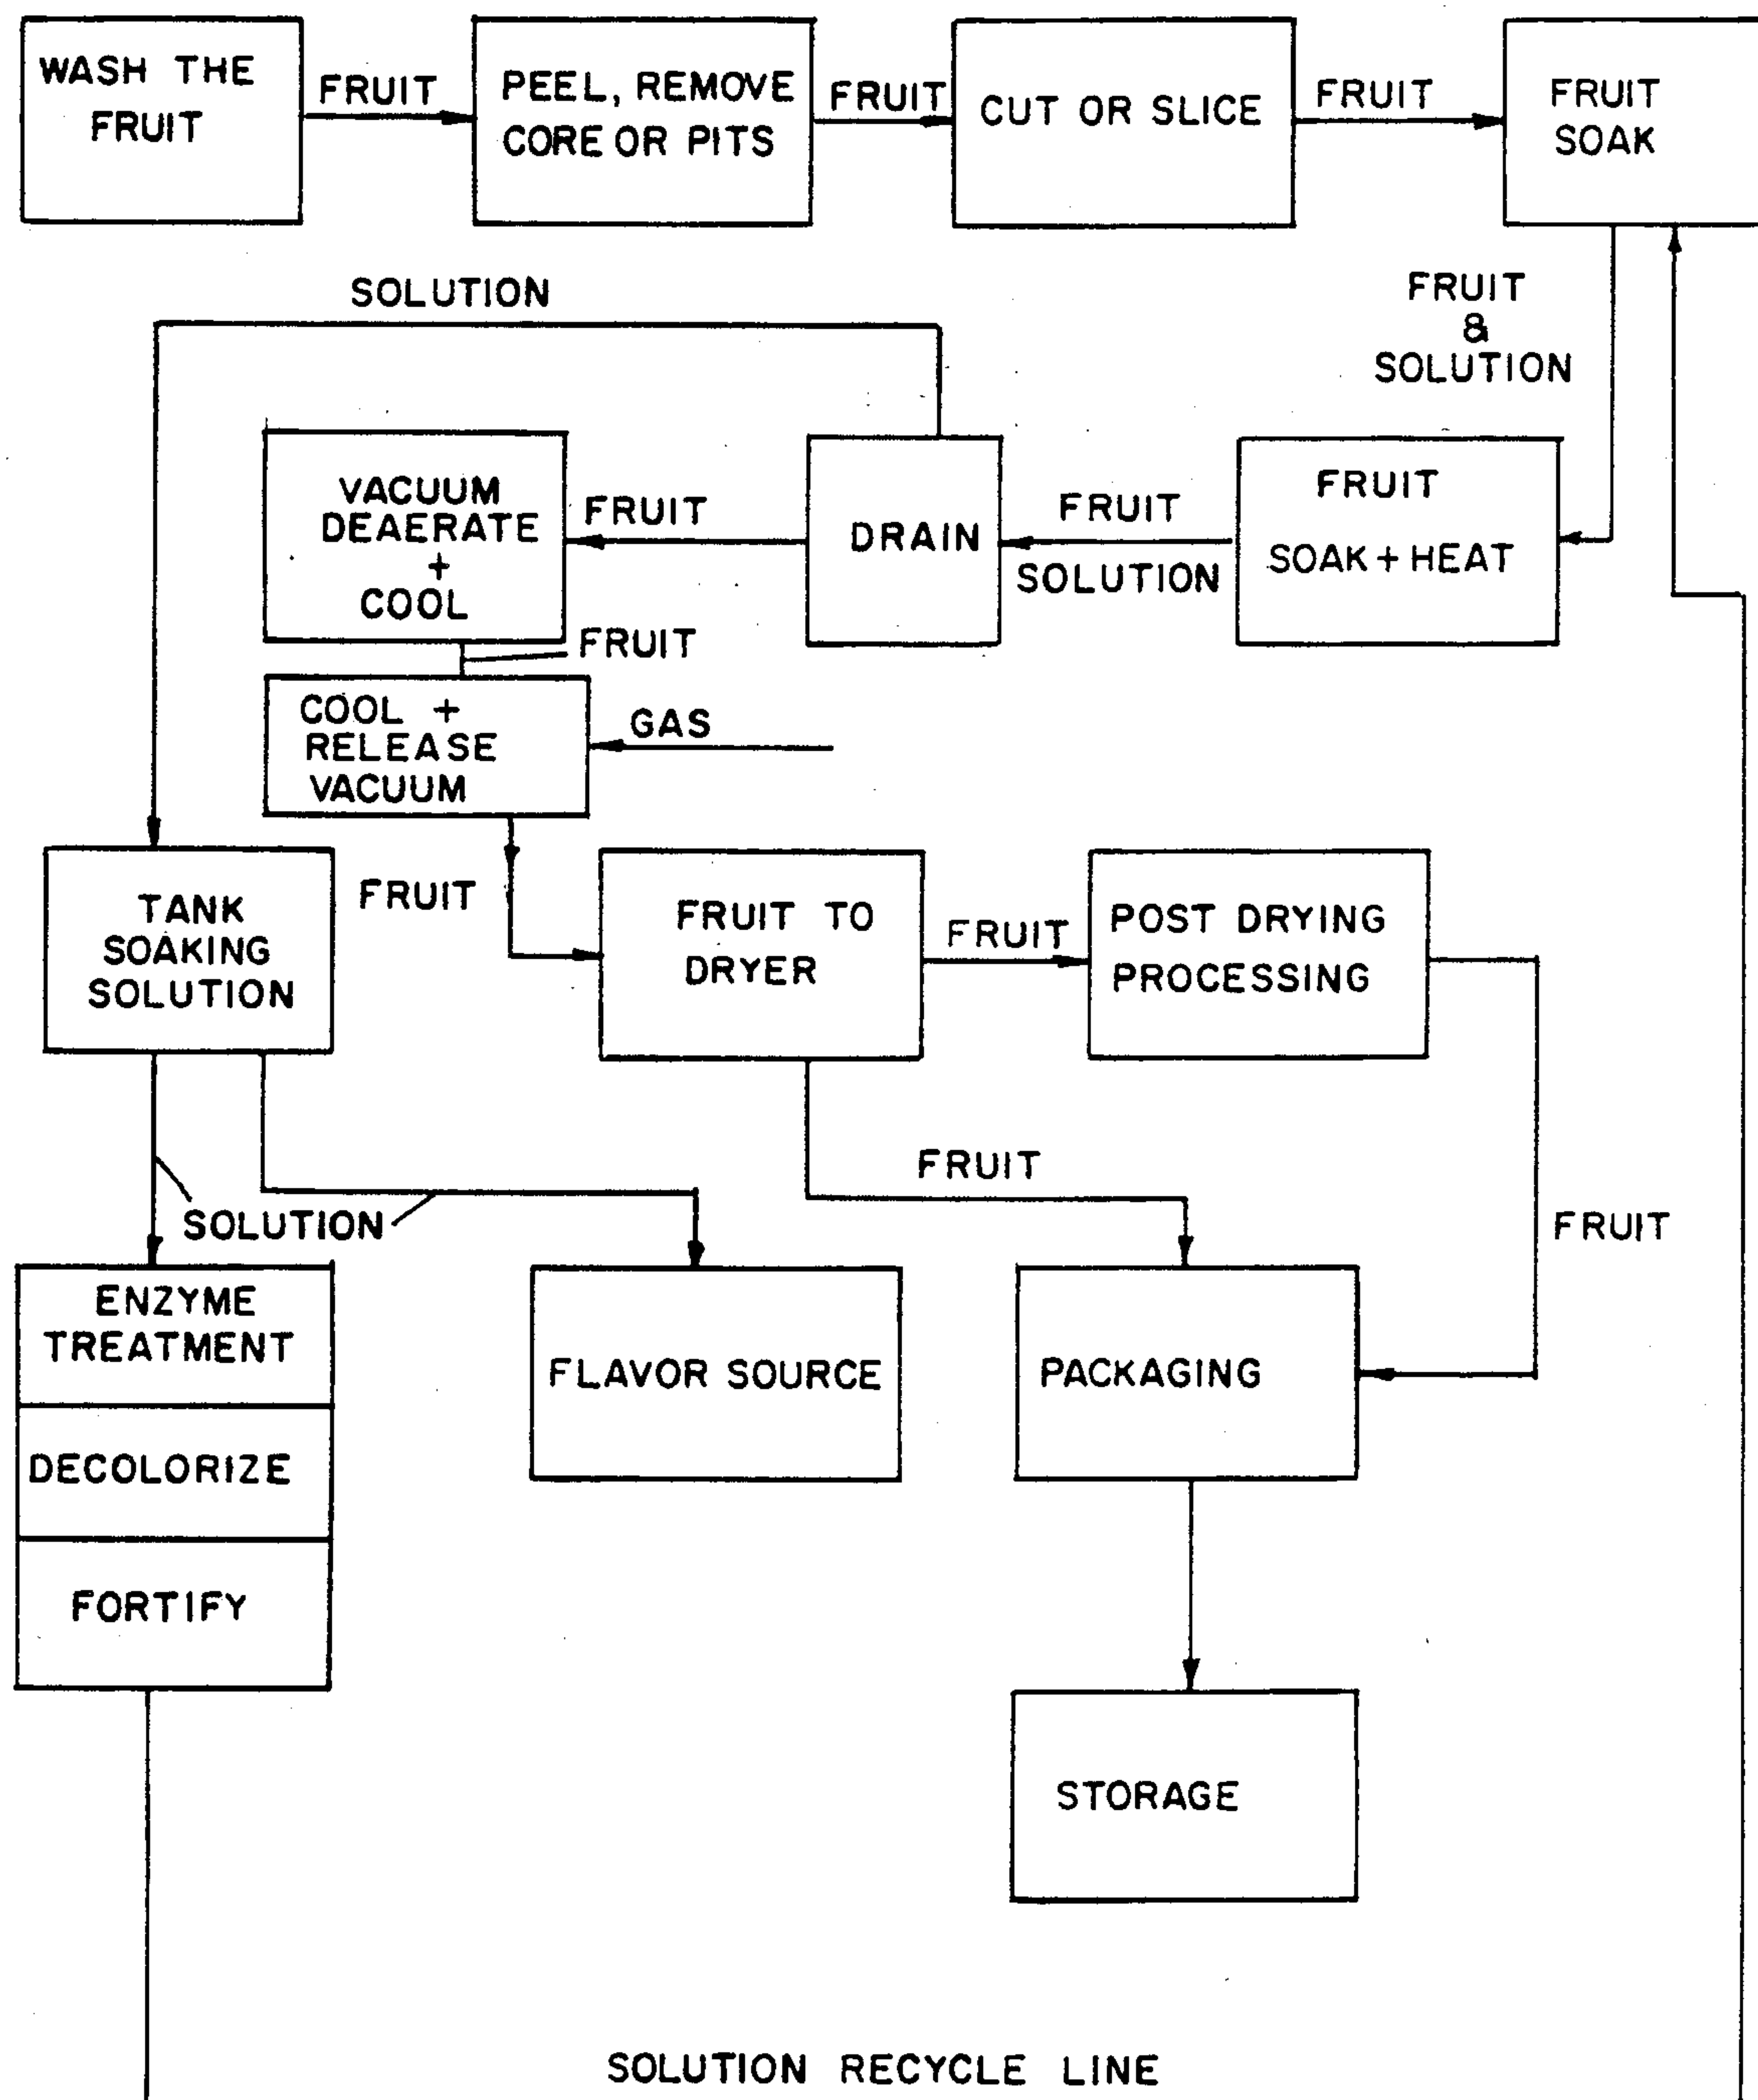 WASH THE
FRUIT
FRUIT
PEEL, REMOVE
CORE OR PITS
FRUIT
CUT OR SLICE
FRUIT
FRUIT
SOAK
SOLUTION
FRUIT
&
SOLUTION
VACUUM
DEAERATE
+
COOL
FRUIT
DRAIN
FRUIT
SOLUTION
FRUIT
SOAK + HEAT
FRUIT
COOL +
RELEASE
VACUUM
GAS
TANK
SOAKING
SOLUTION
FRUIT
FRUIT TO
DRYER
FRUIT
POST DRYING
PROCESSING
SOLUTION
FRUIT
FRUIT
ENZYME
TREATMENT
DECOLORIZE
FORTIFY
FLAVOR SOURCE
PACKAGING
STORAGE
SOLUTION RECYCLE LINE